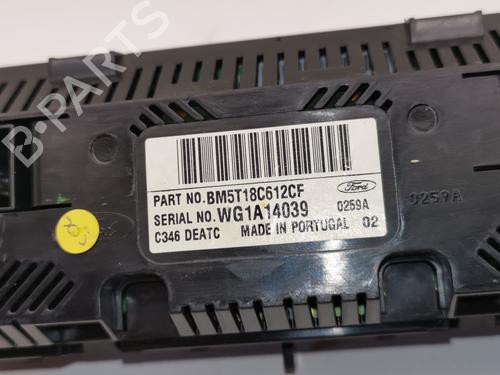 B-PARTS
PART NO. BM5T18C612CF
Ford
SERIAL NO. WG1A14039 0259A
C346 DEATC MADE IN PORTUGAL 02
0259A